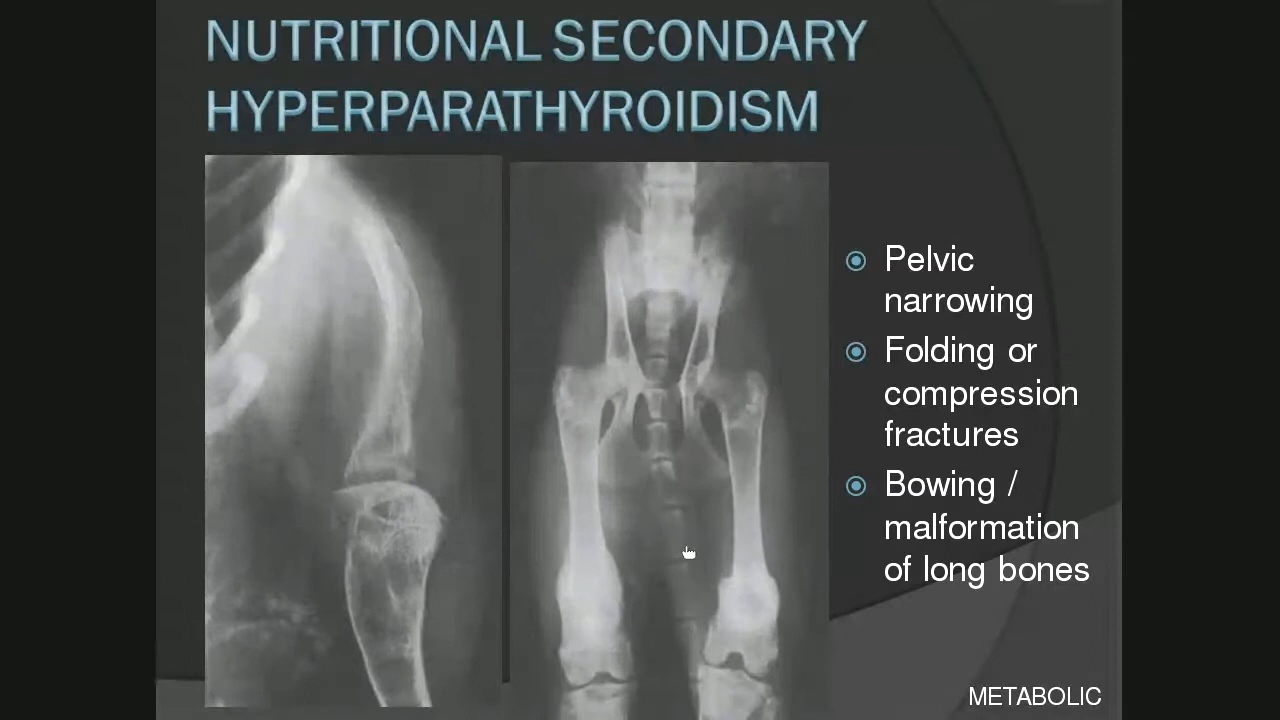 NUTRITIONAL SECONDARY
HYPERPARATHYROIDISM
Pelvic
narrowing
Folding or
compression
fractures
Bowing /
malformation
of long bones
METABOLIC